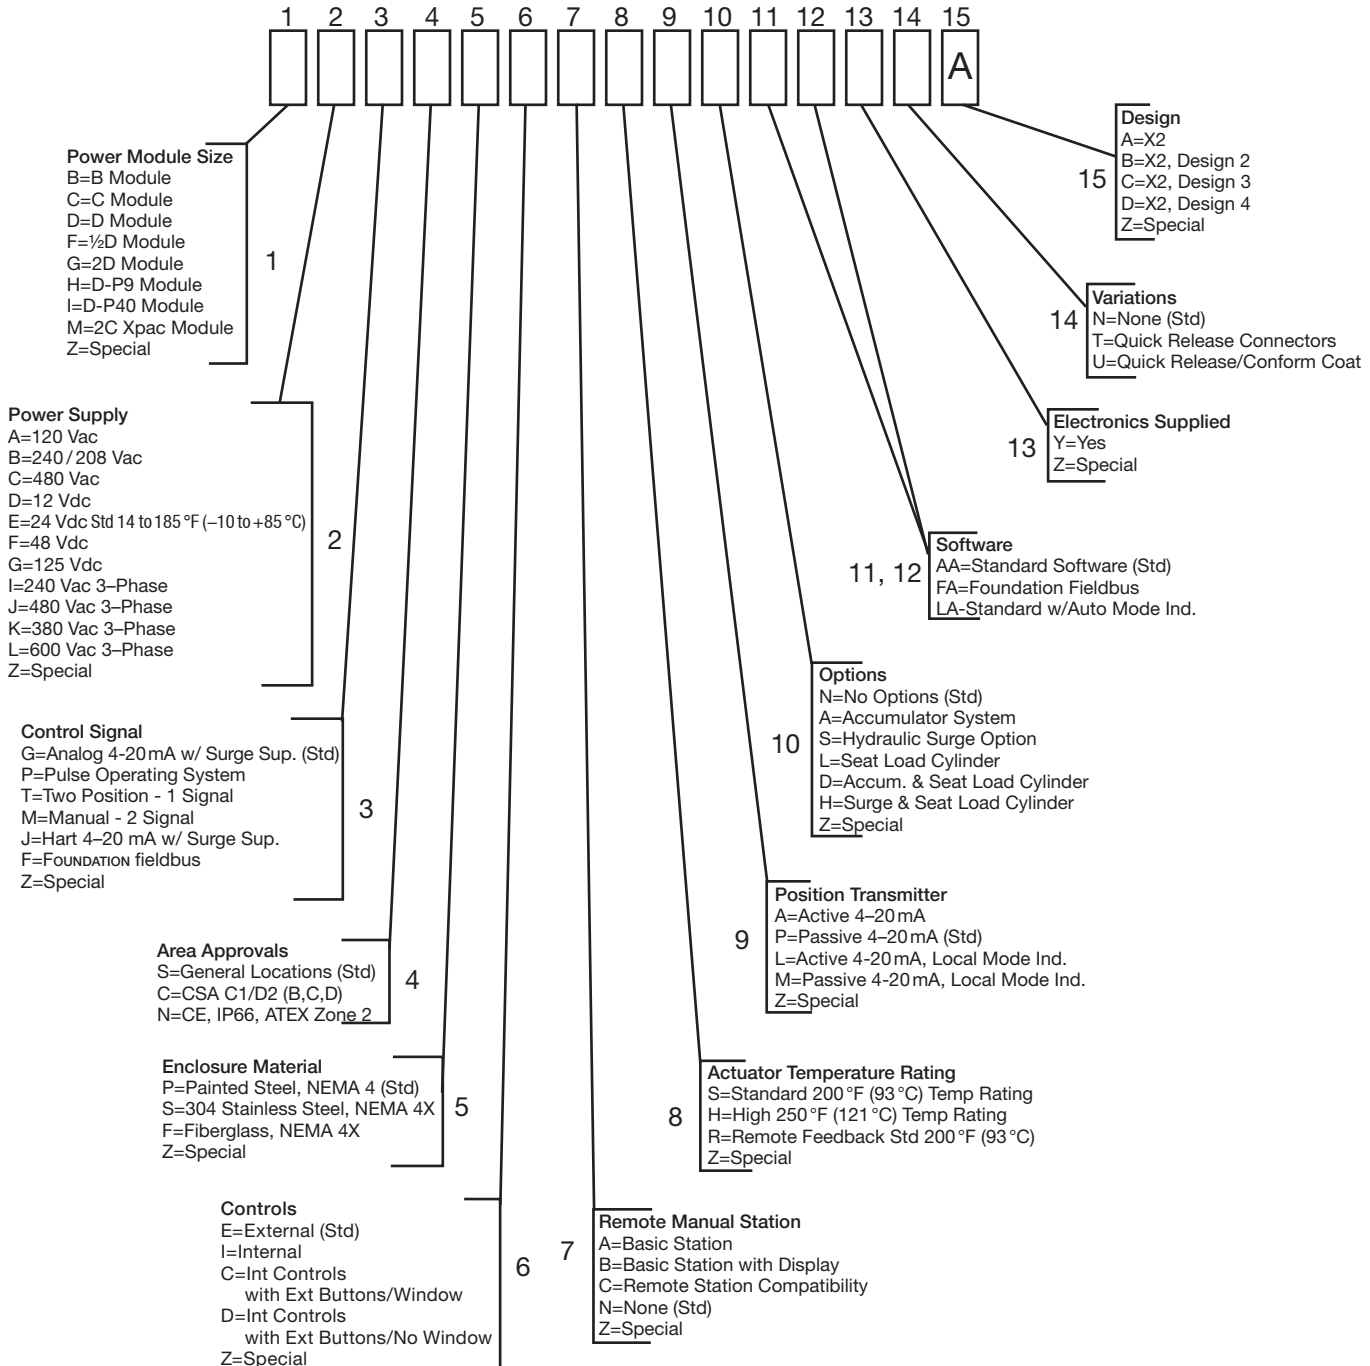 1 2 3 4 5 6 7 8 9 10 11 12 13 14 15
A
Power Module Size
B=B Module
C=C Module
D=D Module
F=½D Module
G=2D Module
H=D-P9 Module
I=D-P40 Module
M=2C Xpac Module
Z=Special
1
Power Supply
A=120 Vac
B=240/208 Vac
C=480 Vac
D=12 Vdc
E=24 Vdc Std 14 to 185°F (–10 to +85°C)
F=48 Vdc
G=125 Vdc
I=240 Vac 3–Phase
J=480 Vac 3–Phase
K=380 Vac 3–Phase
L=600 Vac 3–Phase
Z=Special
2
Control Signal
G=Analog 4-20mA w/ Surge Sup. (Std)
P=Pulse Operating System
T=Two Position - 1 Signal
M=Manual - 2 Signal
J=Hart 4–20 mA w/ Surge Sup.
F=FOUNDATION fieldbus
Z=Special
3
Area Approvals
S=General Locations (Std)
C=CSA C1/D2 (B,C,D)
N=CE, IP66, ATEX Zone 2
4
Enclosure Material
P=Painted Steel, NEMA 4 (Std)
S=304 Stainless Steel, NEMA 4X
F=Fiberglass, NEMA 4X
Z=Special
5
Controls
E=External (Std)
I=Internal
C=Int Controls
with Ext Buttons/Window
D=Int Controls
with Ext Buttons/No Window
Z=Special
6
7
Remote Manual Station
A=Basic Station
B=Basic Station with Display
C=Remote Station Compatibility
N=None (Std)
Z=Special
8
Actuator Temperature Rating
S=Standard 200°F (93°C) Temp Rating
H=High 250°F (121°C) Temp Rating
R=Remote Feedback Std 200°F (93°C)
Z=Special
9
Position Transmitter
A=Active 4–20mA
P=Passive 4–20mA (Std)
L=Active 4-20mA, Local Mode Ind.
M=Passive 4-20mA, Local Mode Ind.
Z=Special
10
Options
N=No Options (Std)
A=Accumulator System
S=Hydraulic Surge Option
L=Seat Load Cylinder
D=Accum. & Seat Load Cylinder
H=Surge & Seat Load Cylinder
Z=Special
11, 12
Software
AA=Standard Software (Std)
FA=Foundation Fieldbus
LA-Standard w/Auto Mode Ind.
13
Electronics Supplied
Y=Yes
Z=Special
14
Variations
N=None (Std)
T=Quick Release Connectors
U=Quick Release/Conform Coat
15
Design
A=X2
B=X2, Design 2
C=X2, Design 3
D=X2, Design 4
Z=Special